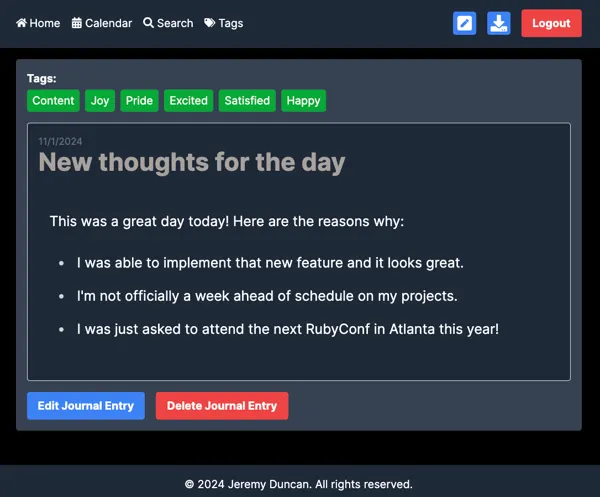 Home Calendar Search Tags Logout
Tags:
Content Joy Pride Excited Satisfied Happy
11/1/2024
New thoughts for the day
This was a great day today! Here are the reasons why:
• I was able to implement that new feature and it looks great.
• I'm not officially a week ahead of schedule on my projects.
• I was just asked to attend the next RubyConf in Atlanta this year!
Edit Journal Entry Delete Journal Entry
© 2024 Jeremy Duncan. All rights reserved.